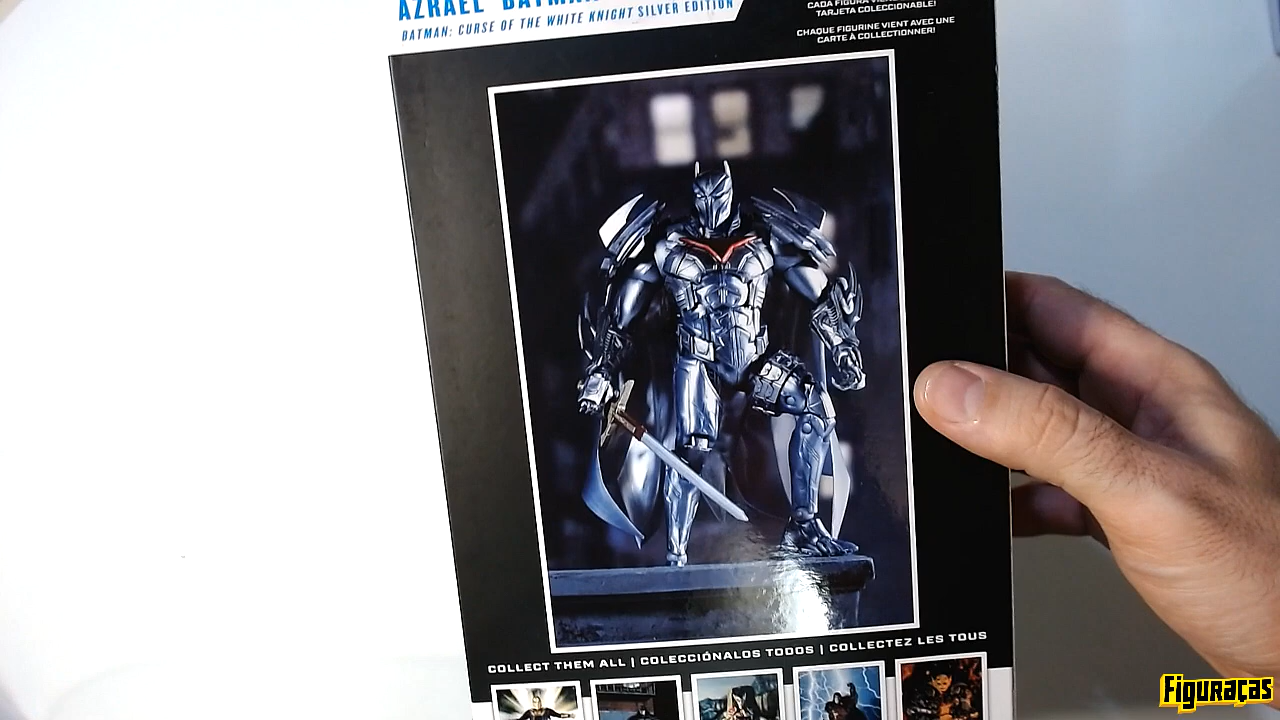 AZRAEL BATMAN
BATMAN: CURSE OF THE WHITE KNIGHT SILVER EDITION
TARJETA COLECCIONABLE!
CHAQUE FIGURINE VIENT AVEC UNE
CARTE À COLLECTIONNER!
COLLECT THEM ALL | COLECCIÓNALOS TODOS | COLLECTEZ LES TOUS
Figuraças